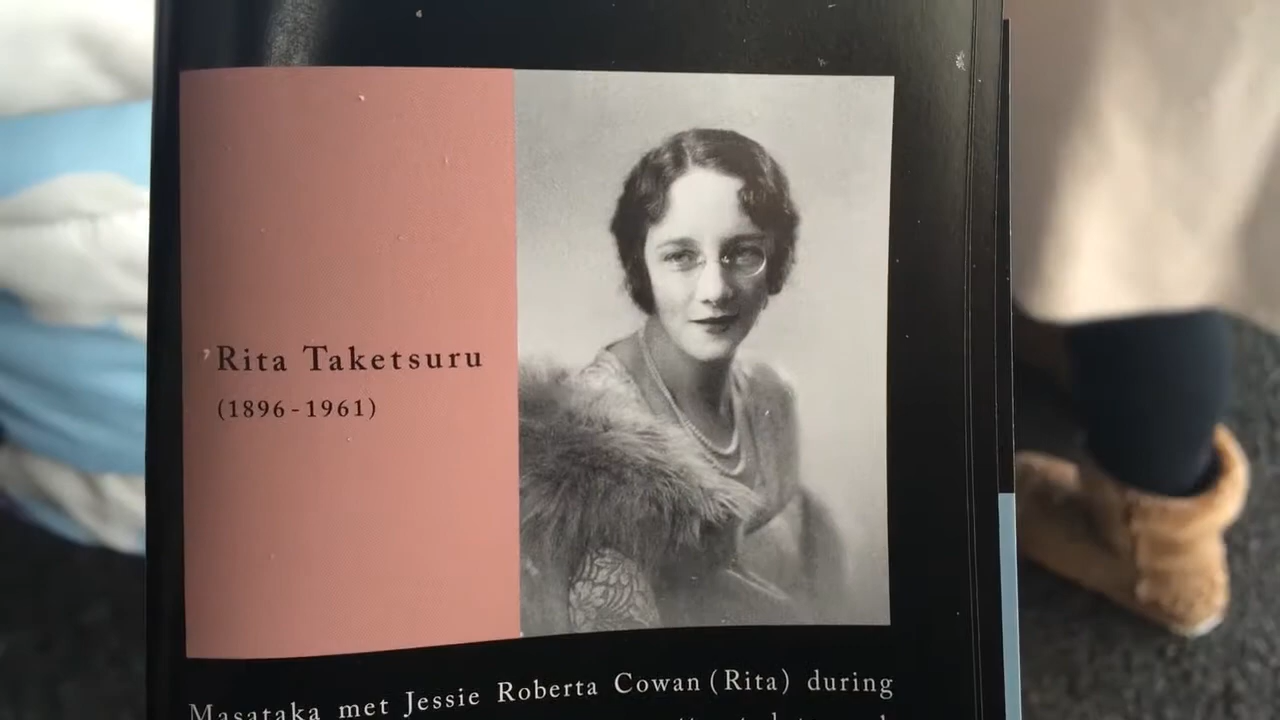 Rita Taketsuru
(1896-1961)
Masataka met Jessie Roberta Cowan (Rita) during